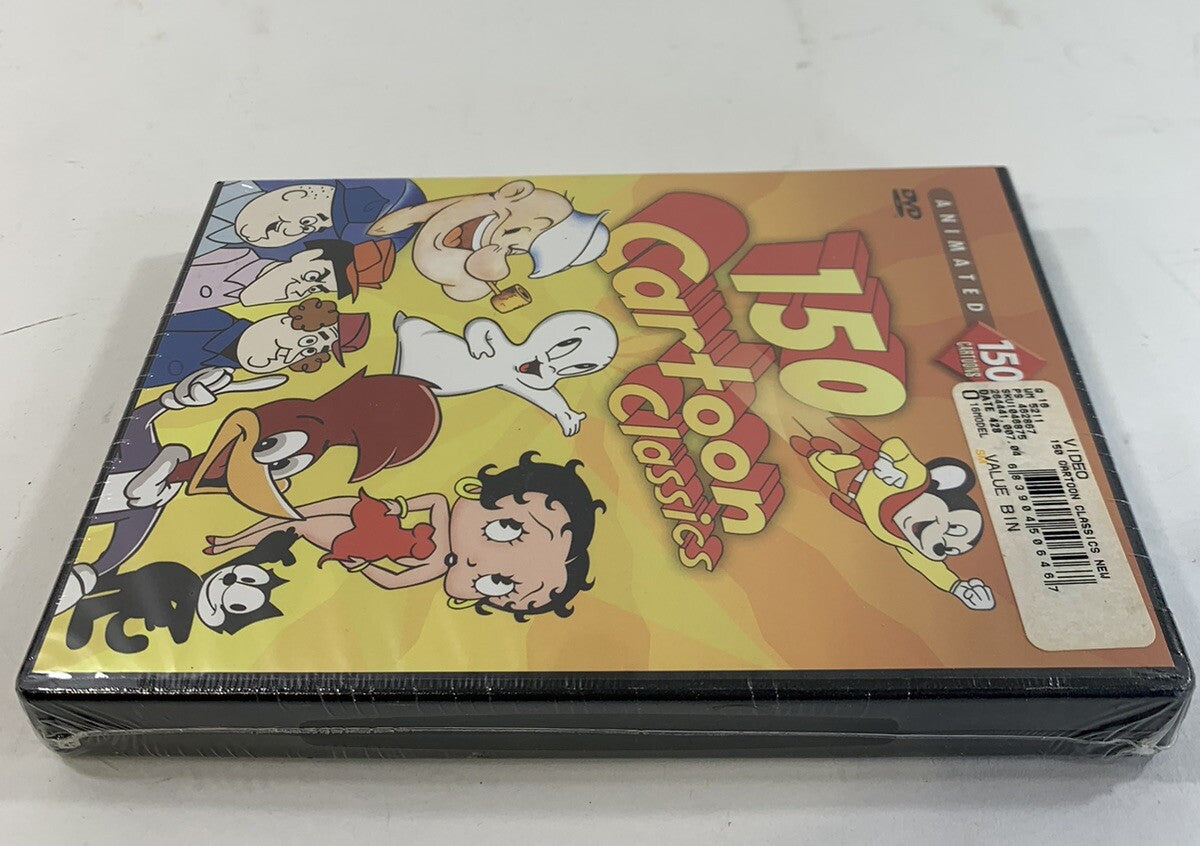 ANIMATED
DVD
150
Cartoon
Classics
150
CARTOONS
VIDEO
150 CARTOON CLASSICS NEW
VALUE BIN